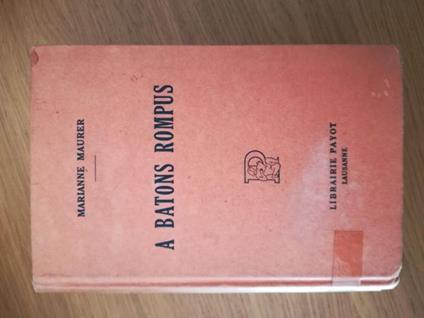 MARIANNE MAURER
A BATONS ROMPUS
LIBRAIRIE PAYOT
LAUSANNE